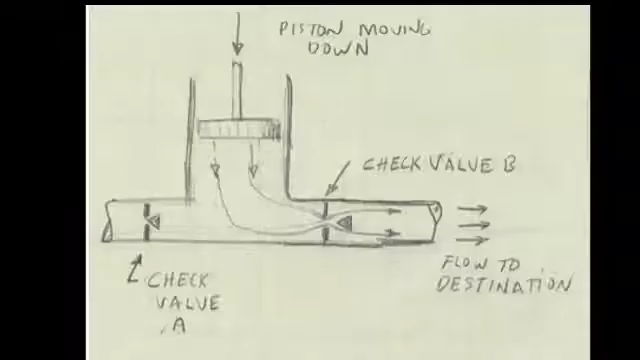 PISTON MOVING
DOWN
CHECK VALVE B
FLOW TO
DESTINATION
CHECK
VALVE
A